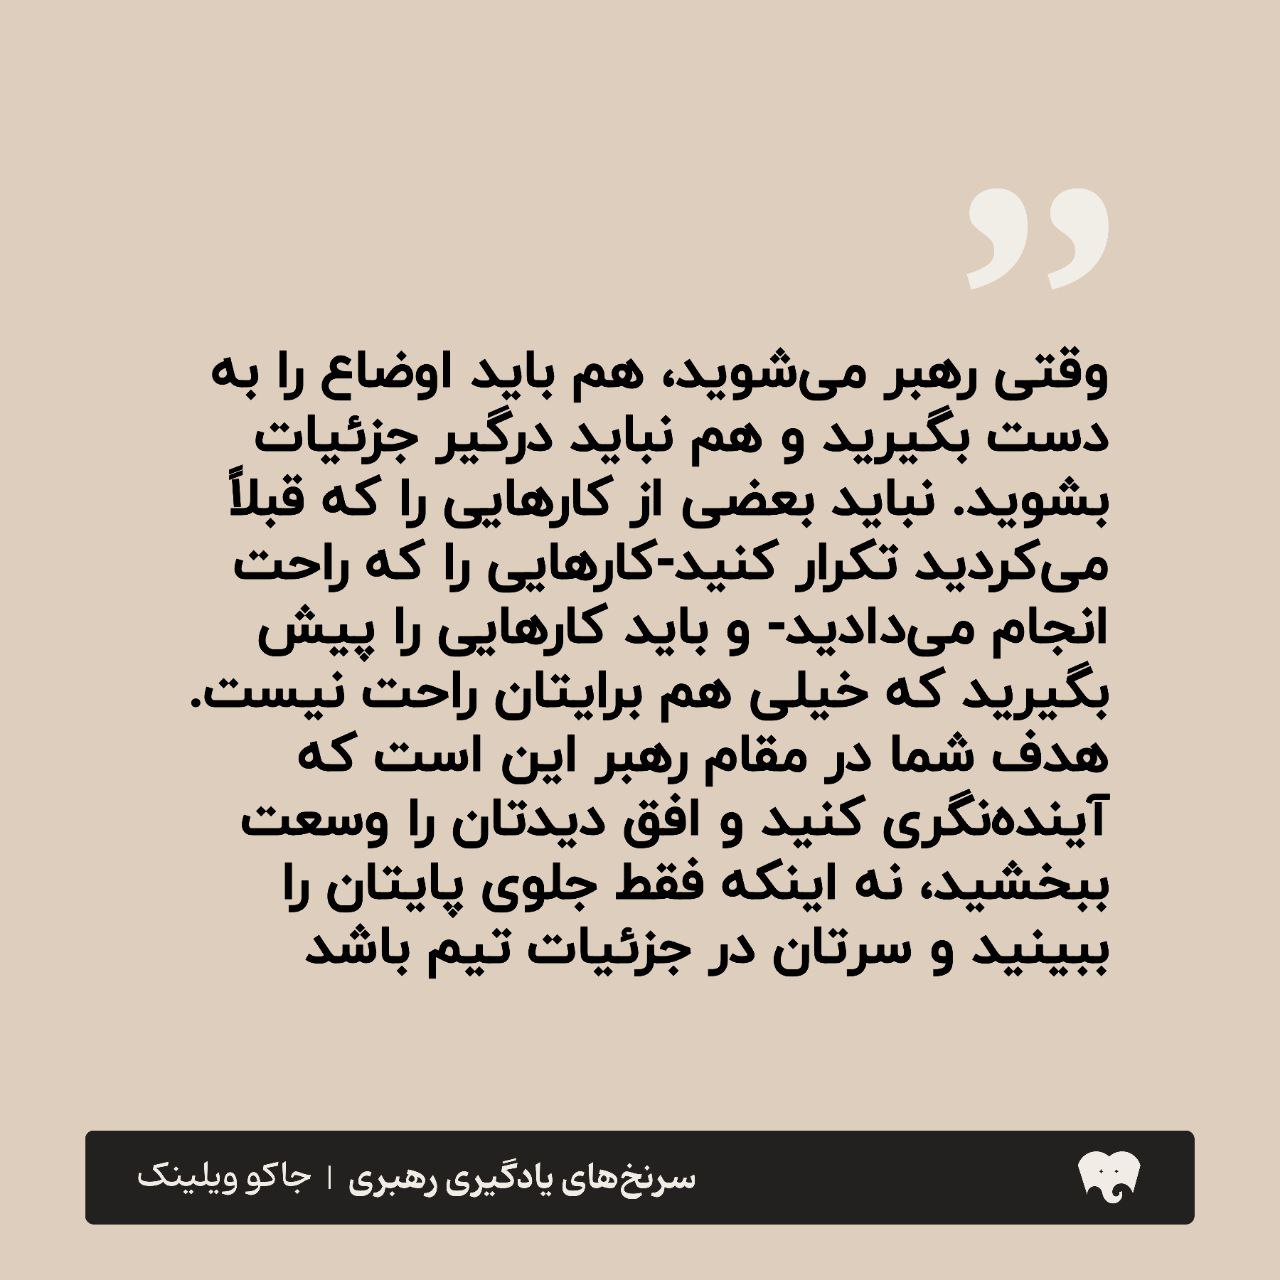 ”
وقتی رهبر می‌شوید، هم باید اوضاع را به
دست بگیرید و هم نباید درگیر جزئیات
بشوید. نباید بعضی از کارهایی را که قبلاً
می‌کردید تکرار کنید-کارهایی را که راحت
انجام می‌دادید- و باید کارهایی را پیش
بگیرید که خیلی هم برایتان راحت نیست.
هدف شما در مقام رهبر این است که
آینده‌نگری کنید و افق دیدتان را وسعت
ببخشید، نه اینکه فقط جلوی پایتان را
ببینید و سرتان در جزئیات تیم باشد
سرنخ‌های یادگیری رهبری | جاکو ویلینک